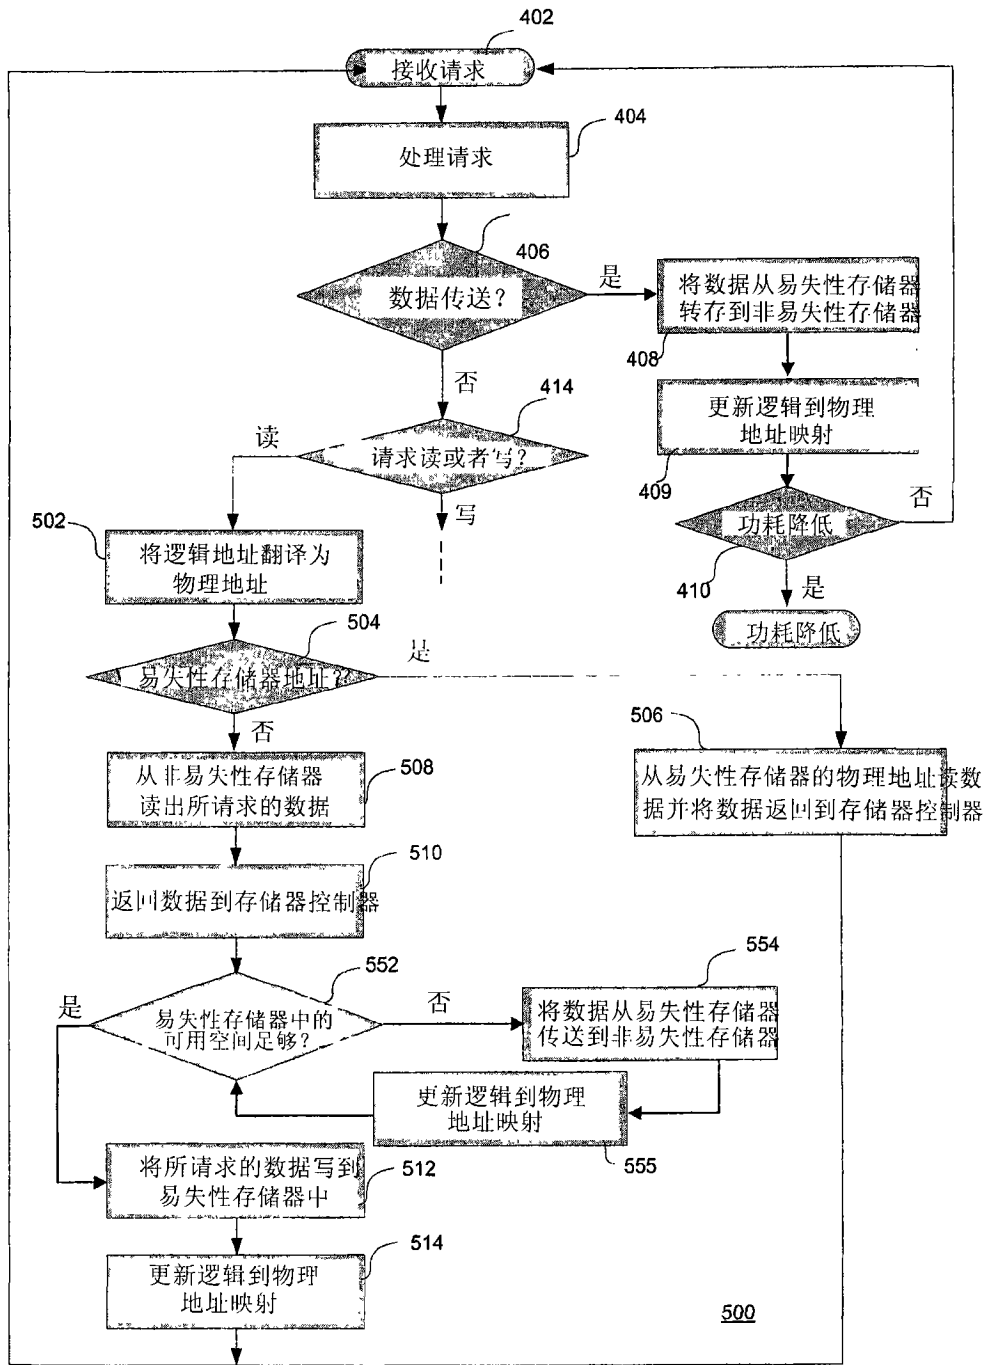 402
接收请求
404
处理请求
406
数据传送？
是
将数据从易失性存储器
转存到非易失性存储器
408
否
414
更新逻辑到物理
地址映射
409
读
请求读或者写？
写
否
功耗降低
410
是
功耗降低
502
将逻辑地址翻译为
物理地址
504
易失性存储器地址？？
是
否
506
从易失性存储器的物理地址读数
据并将数据返回到存储器控制器
从非易失性存储器
读出所请求的数据
508
510
返回数据到存储器控制器
552
554
是
易失性存储器中的
可用空间足够？
否
将数据从易失性存储器
传送到非易失性存储器
更新逻辑到物理
地址映射
555
将所请求的数据写到
易失性存储器中
512
514
更新逻辑到物理
地址映射
500